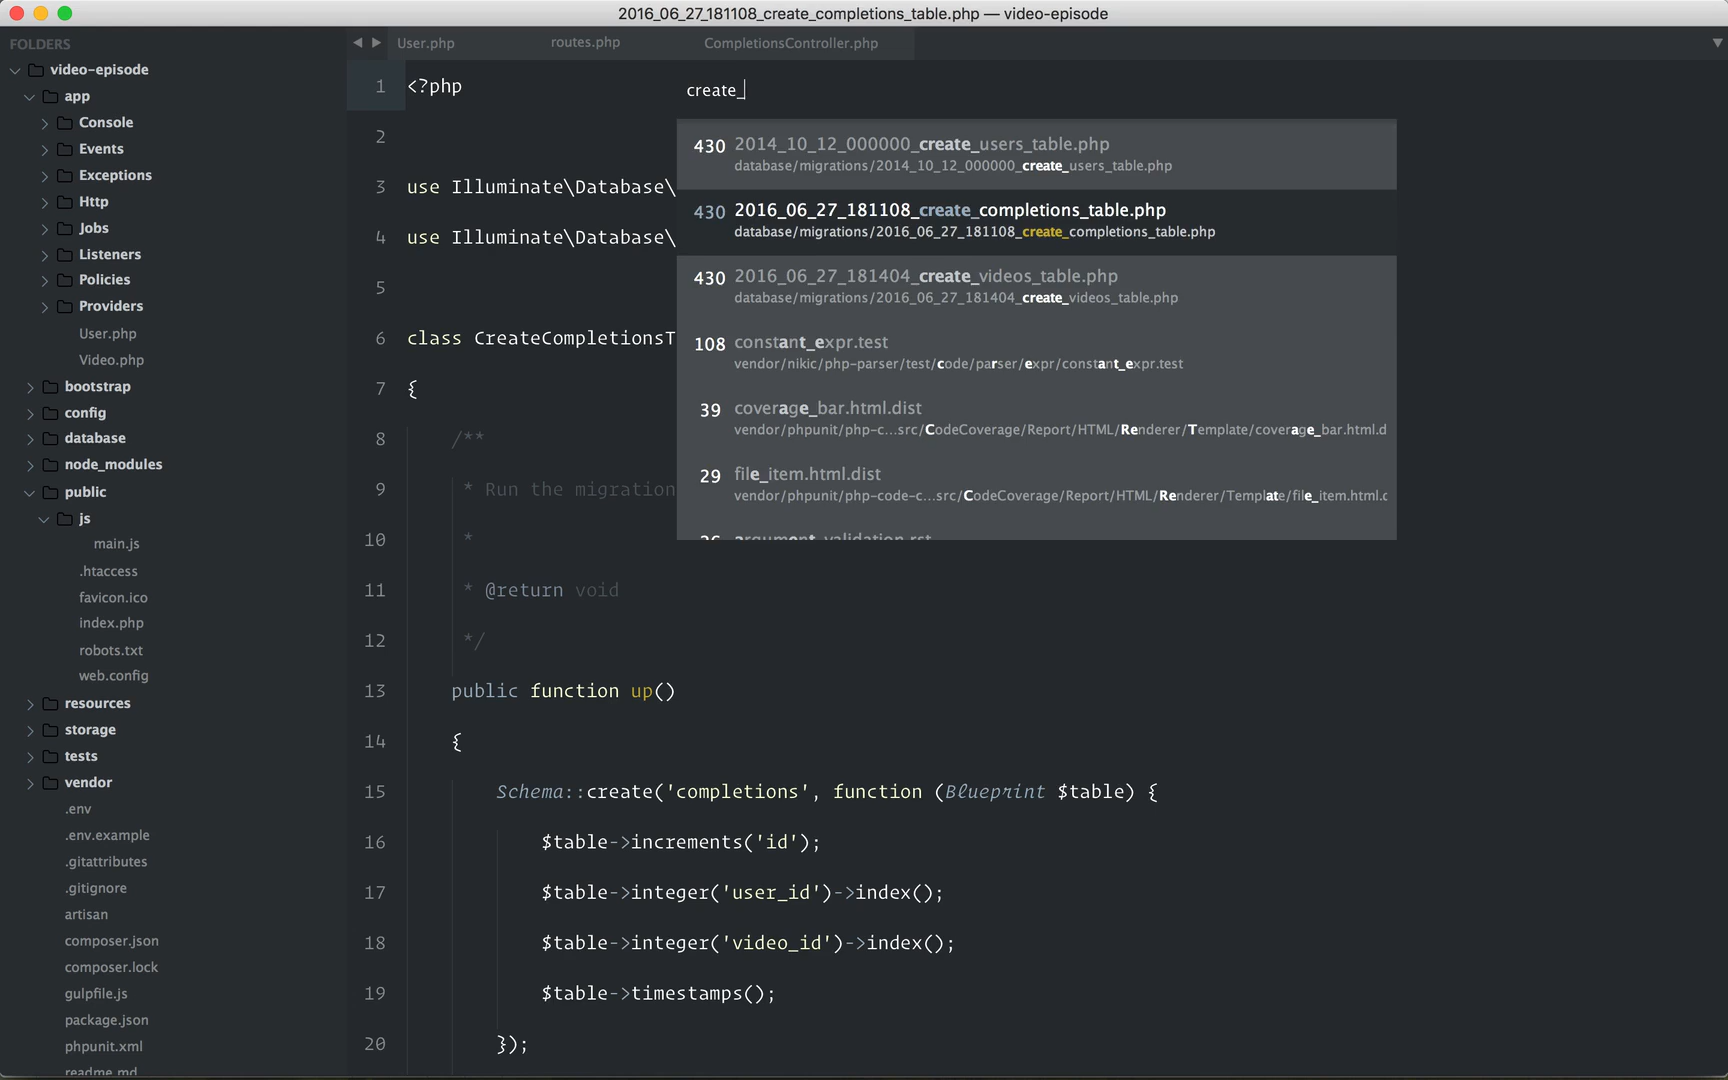 2016_06_27_181108_create_completions_table.php — video-episode
FOLDERS
video-episode
app
Console
Events
Exceptions
Http
Jobs
Listeners
Policies
Providers
User.php
Video.php
bootstrap
config
database
node_modules
public
js
main.js
.htaccess
favicon.ico
index.php
robots.txt
web.config
resources
storage
tests
vendor
.env
.env.example
.gitattributes
.gitignore
artisan
composer.json
composer.lock
gulpfile.js
package.json
phpunit.xml
readme.md
User.php routes.php CompletionsController.php
create_
430 2014_10_12_000000_create_users_table.php
database/migrations/2014_10_12_000000_create_users_table.php
430 2016_06_27_181108_create_completions_table.php
database/migrations/2016_06_27_181108_create_completions_table.php
430 2016_06_27_181404_create_videos_table.php
database/migrations/2016_06_27_181404_create_videos_table.php
108 constant_expr.test
vendor/nikic/php-parser/test/code/parser/expr/constant_expr.test
39 coverage_bar.html.dist
vendor/phpunit/php-c...src/CodeCoverage/Report/HTML/Renderer/Template/coverage_bar.html.d
29 file_item.html.dist
vendor/phpunit/php-code-c...src/CodeCoverage/Report/HTML/Renderer/Template/file_item.html.c
26 argument_validation.rst
1 <?php
2
3 use Illuminate\Database\
4 use Illuminate\Database\
5
6 class CreateCompletionsT
7 {
8 /**
9 * Run the migration
10 *
11 * @return void
12 */
13 public function up()
14 {
15 Schema::create('completions', function (Blueprint $table) {
16 $table->increments('id');
17 $table->integer('user_id')->index();
18 $table->integer('video_id')->index();
19 $table->timestamps();
20 });